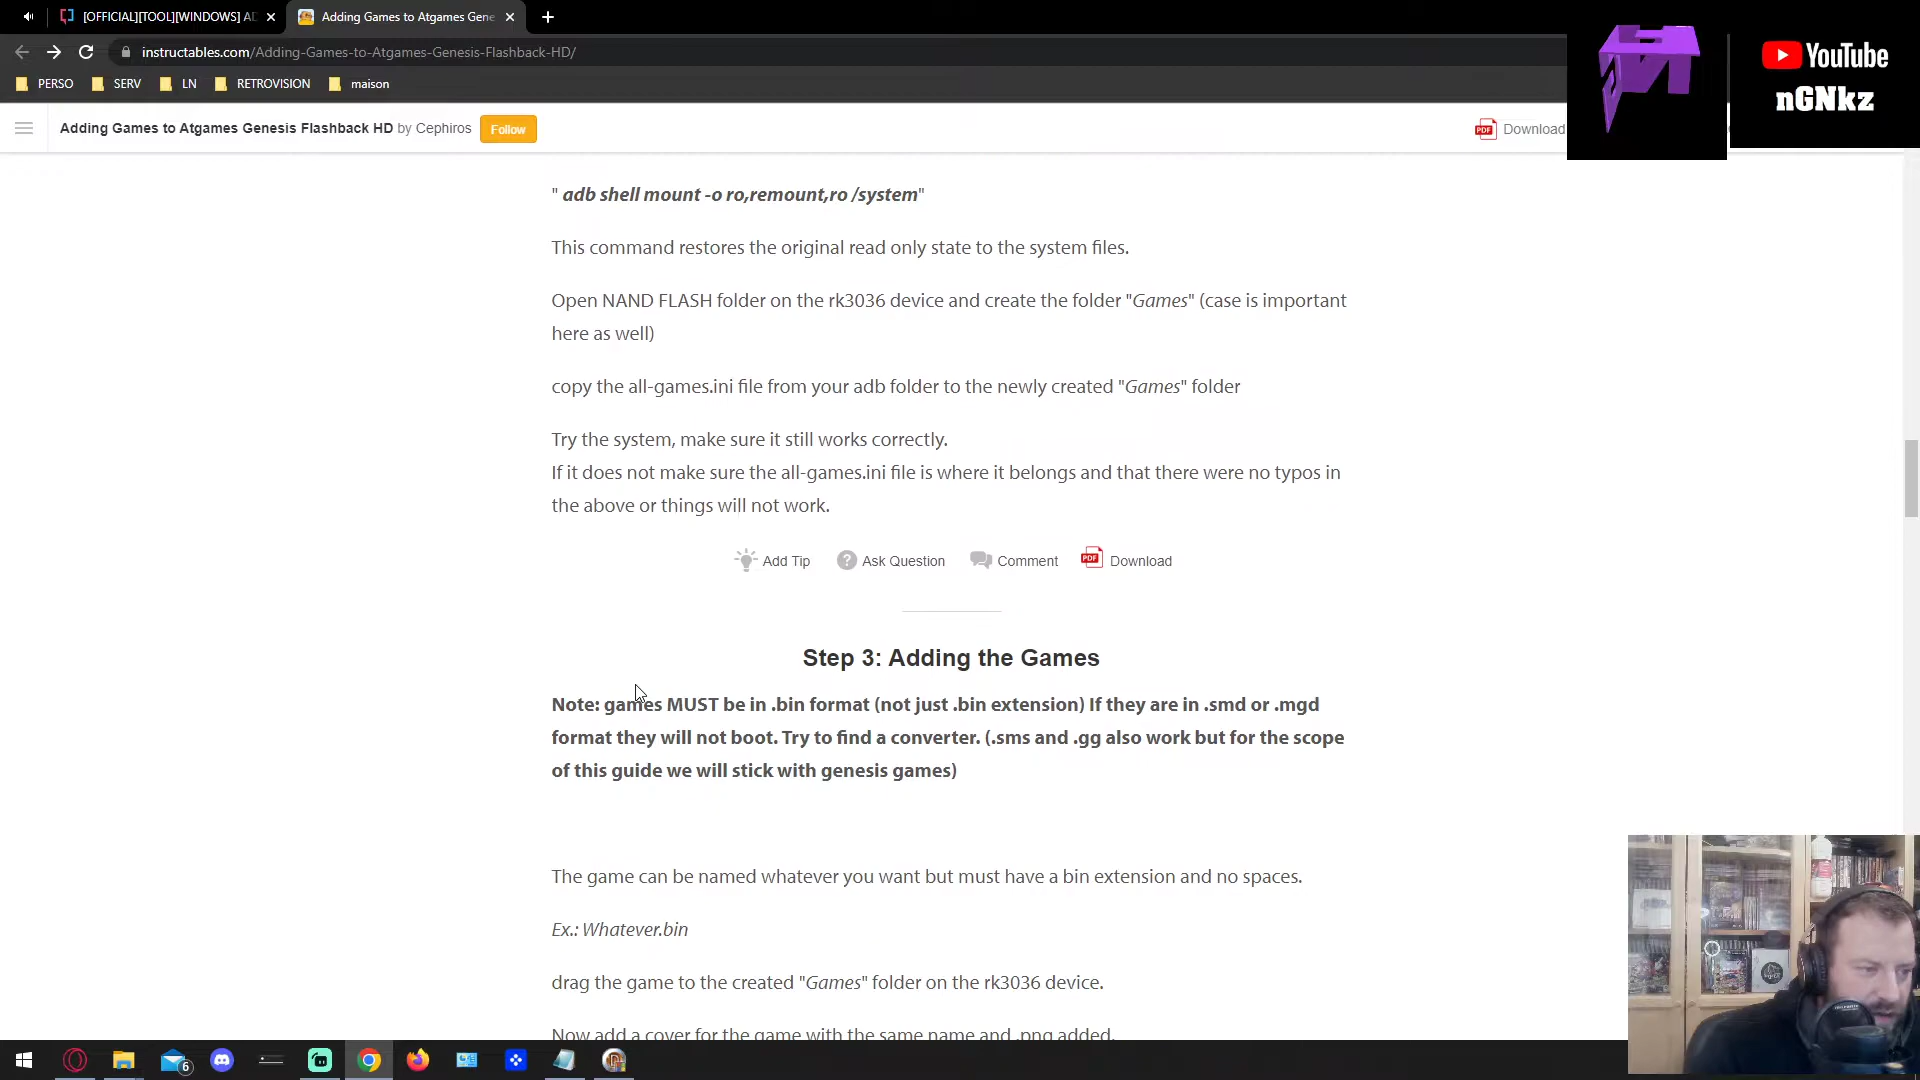 [OFFICIAL][TOOL][WINDOWS] AD
Adding Games to Atgames Gene
instructables.com/Adding-Games-to-Atgames-Genesis-Flashback-HD/
PERSO SERV LN RETROVISION maison
YouTube
nGNkz
Adding Games to Atgames Genesis Flashback HD by Cephiros Follow
PDF Download
" adb shell mount -o ro,remount,ro /system"
This command restores the original read only state to the system files.
Open NAND FLASH folder on the rk3036 device and create the folder "Games" (case is important
here as well)
copy the all-games.ini file from your adb folder to the newly created "Games" folder
Try the system, make sure it still works correctly.
If it does not make sure the all-games.ini file is where it belongs and that there were no typos in
the above or things will not work.
Add Tip ? Ask Question Comment PDF Download
Step 3: Adding the Games
Note: games MUST be in .bin format (not just .bin extension) If they are in .smd or .mgd
format they will not boot. Try to find a converter. (.sms and .gg also work but for the scope
of this guide we will stick with genesis games)
The game can be named whatever you want but must have a bin extension and no spaces.
Ex.: Whatever.bin
drag the game to the created "Games" folder on the rk3036 device.
Now add a cover for the game with the same name and .png added.
6